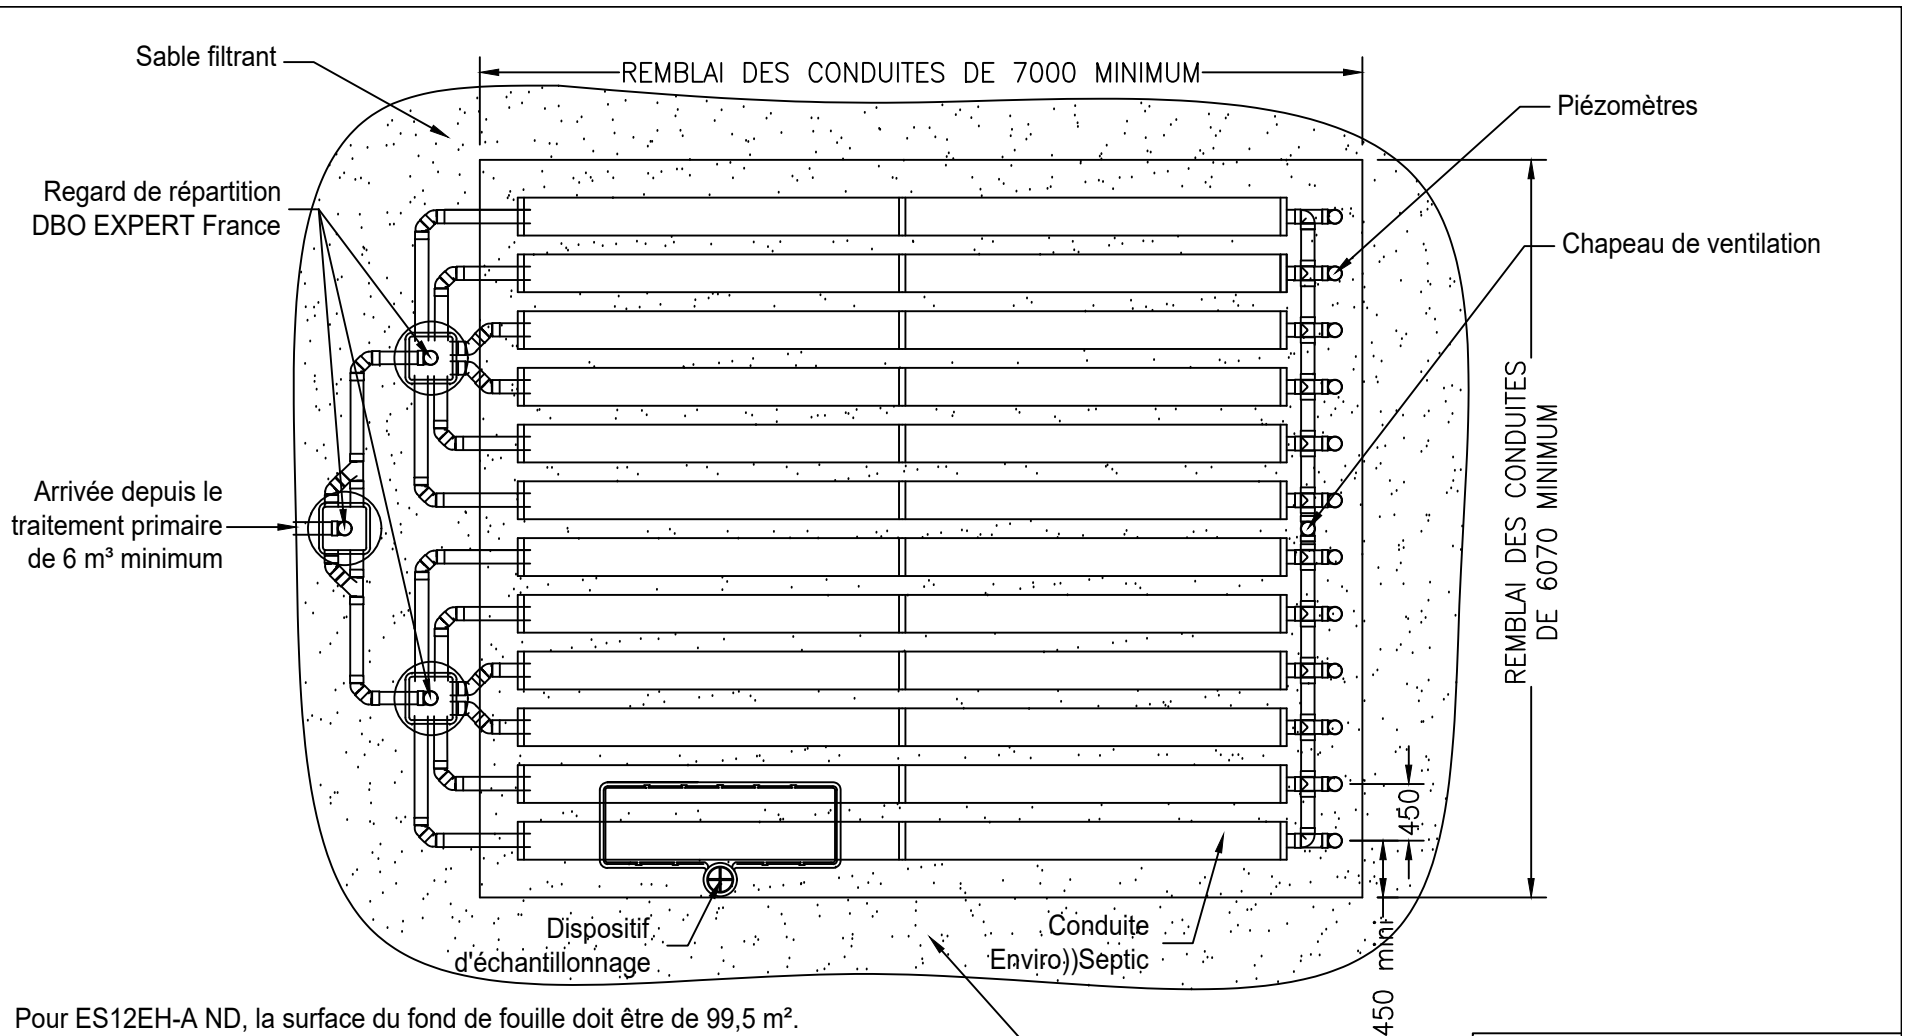 Sable filtrant
REMBLAI DES CONDUITES DE 7000 MINIMUM
Piézomètres
Regard de répartition
DBO EXPERT France
Chapeau de ventilation
REMBLAI DES CONDUITES
DE 6070 MINIMUM
Arrivée depuis le
traitement primaire
de 6 m³ minimum
450
450 mini
Dispositif
d'échantillonnage
Conduite
Enviro))Septic
Pour ES12EH-A ND, la surface du fond de fouille doit être de 99,5 m².